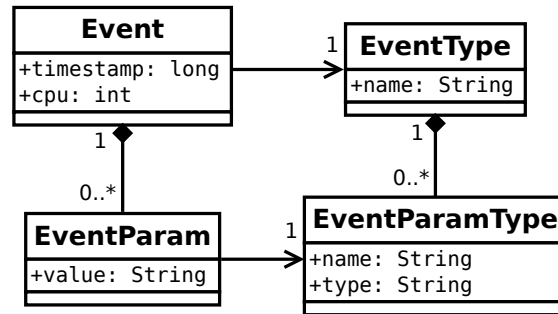 Event
+timestamp: long
+cpu: int
1
EventType
+name: String
1
0..*
1
0..*
EventParam
+value: String
1
EventParamType
+name: String
+type: String